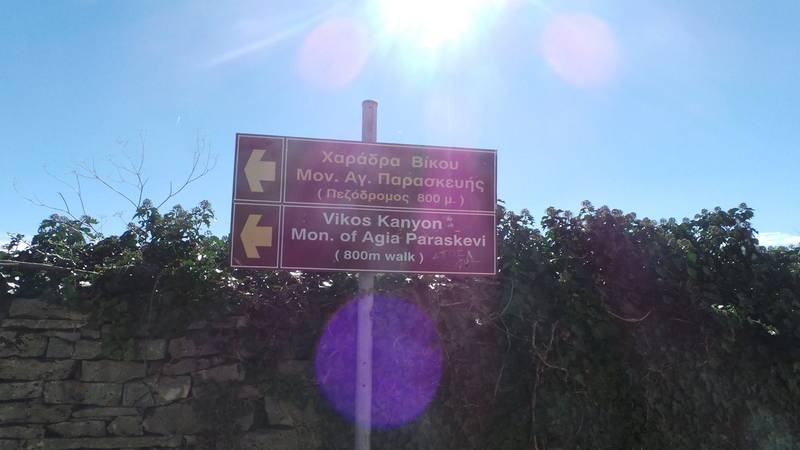 Χαράδρα Βίκου
Μον. Αγ. Παρασκευής
( Πεζόδρομος 800 μ. )
Vikos Kanyon
Mon. of Agia Paraskevi
( 800m walk )